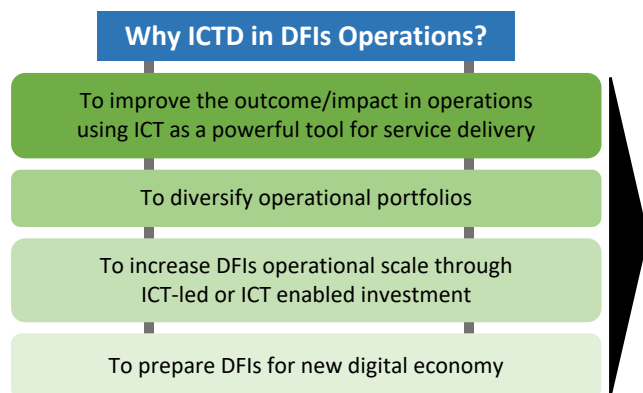 Why ICTD in DFIs Operations?
To improve the outcome/impact in operations
using ICT as a powerful tool for service delivery
To diversify operational portfolios
To increase DFIs operational scale through
ICT-led or ICT enabled investment
To prepare DFIs for new digital economy